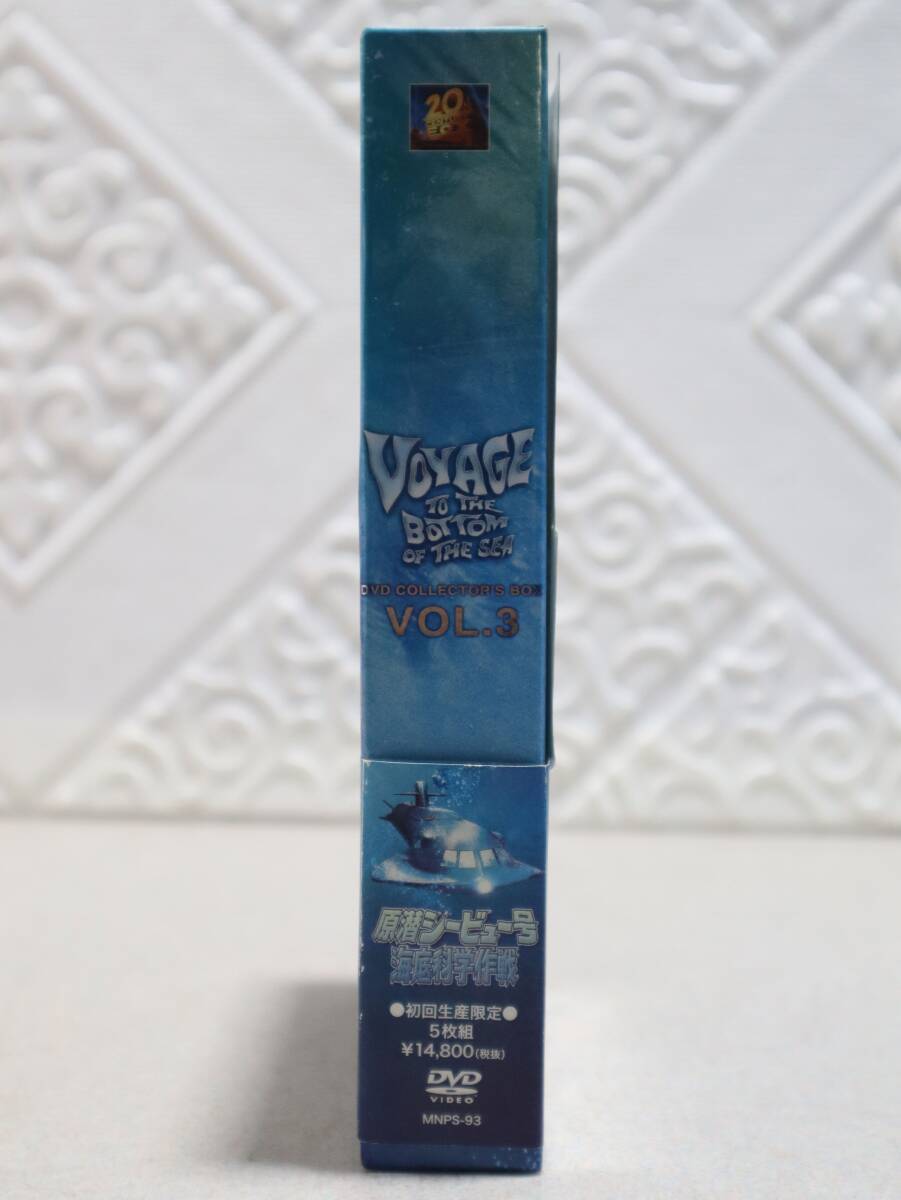 20
CENTURY
FOX
VOYAGE
TO THE
BOTTOM
OF THE SEA
DVD COLLECTOR'S BOX
VOL.3
原潜シービュー号
海底科学作戦
●初回生産限定●
5枚組
¥14,800(税抜)
DVD
VIDEO
MNPS-93